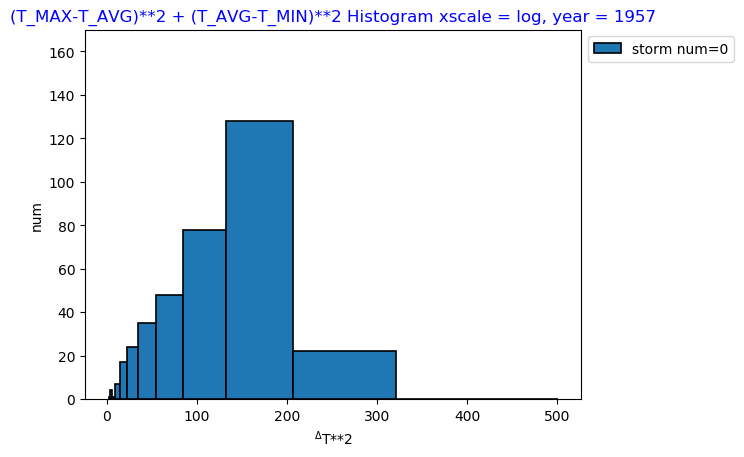 (T_MAX-T_AVG)**2 + (T_AVG-T_MIN)**2 Histogram xscale = log, year = 1957
storm num=0
160
140
120
100
80
60
40
20
0
num
0 100 200 300 400 500
ΔT**2